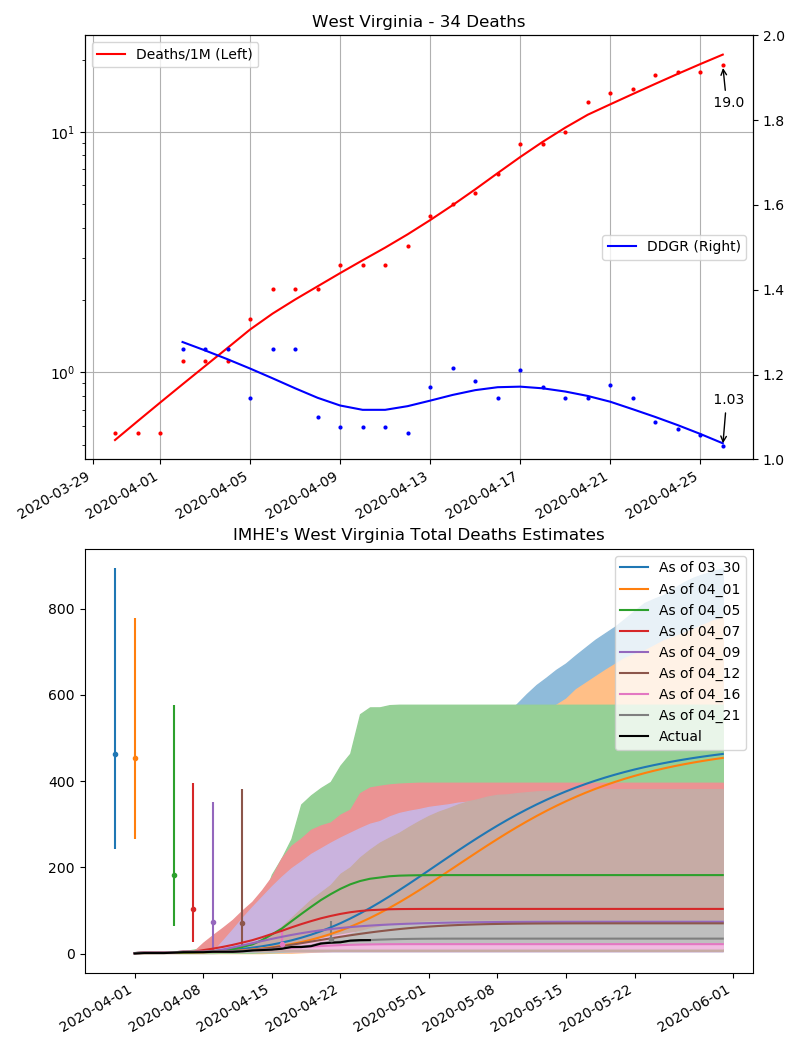 West Virginia - 34 Deaths
Deaths/1M (Left)
2.0
1.8
1.6
1.4
1.2
1.0
10¹
10⁰
19.0
DDGR (Right)
1.03
2020-03-29
2020-04-01
2020-04-05
2020-04-09
2020-04-13
2020-04-17
2020-04-21
2020-04-25
IMHE's West Virginia Total Deaths Estimates
800
600
400
200
0
As of 03_30
As of 04_01
As of 04_05
As of 04_07
As of 04_09
As of 04_12
As of 04_16
As of 04_21
Actual
2020-04-01
2020-04-08
2020-04-15
2020-04-22
2020-05-01
2020-05-08
2020-05-15
2020-05-22
2020-06-01